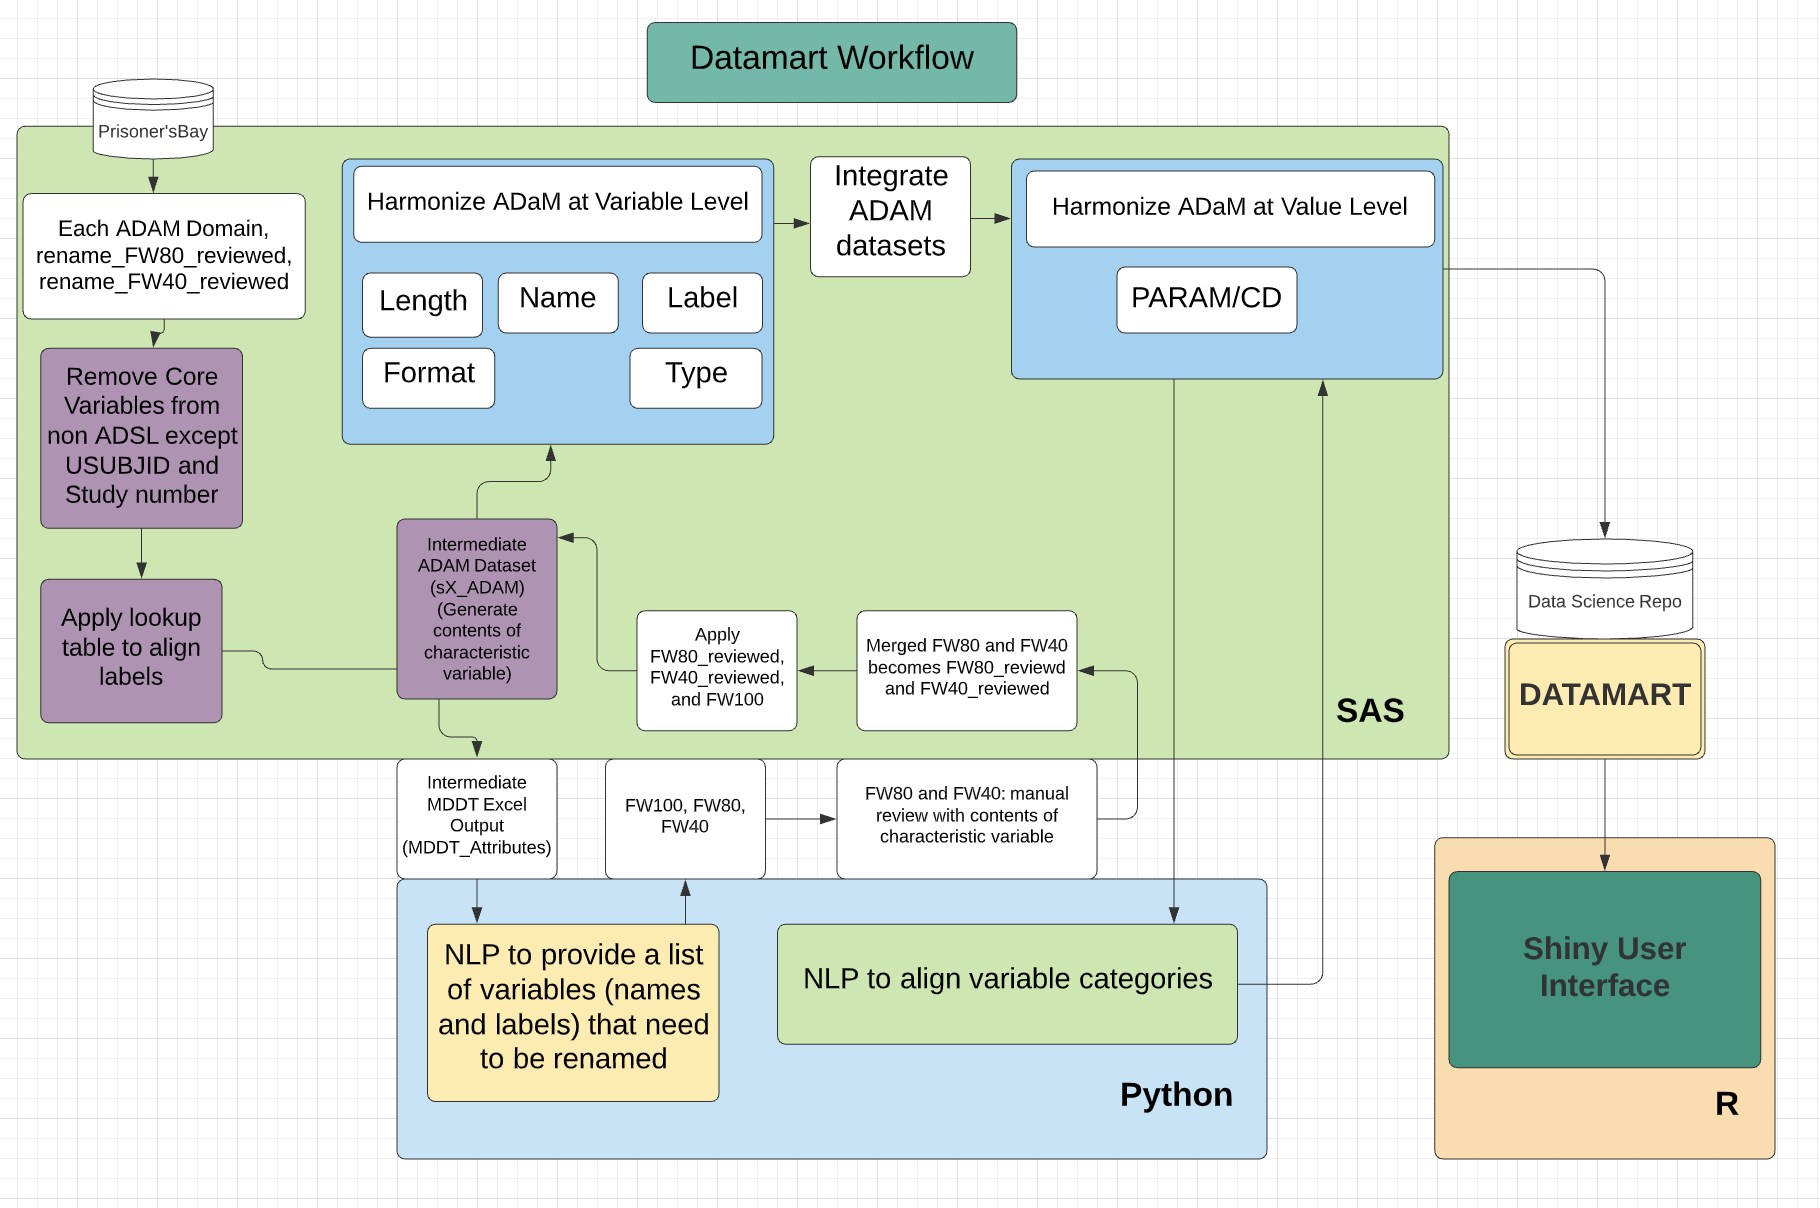 Datamart Workflow
Prisoner'sBay
Each ADAM Domain,
rename_FW80_reviewed,
rename_FW40_reviewed
Remove Core
Variables from
non ADSL except
USUBJID and
Study number
Apply lookup
table to align
labels
Harmonize ADaM at Variable Level
Length
Name
Label
Format
Type
Integrate
ADAM
datasets
Harmonize ADaM at Value Level
PARAM/CD
Intermediate
ADAM Dataset
(sX_ADAM)
(Generate
contents of
characteristic
variable)
Apply
FW80_reviewed,
FW40_reviewed,
and FW100
Merged FW80 and FW40
becomes FW80_reviewd
and FW40_reviewed
SAS
Intermediate
MDDT Excel
Output
(MDDT_Attributes)
FW100, FW80,
FW40
FW80 and FW40: manual
review with contents of
characteristic variable
NLP to provide a list
of variables (names
and labels) that need
to be renamed
NLP to align variable categories
Python
Data Science Repo
DATAMART
Shiny User
Interface
R